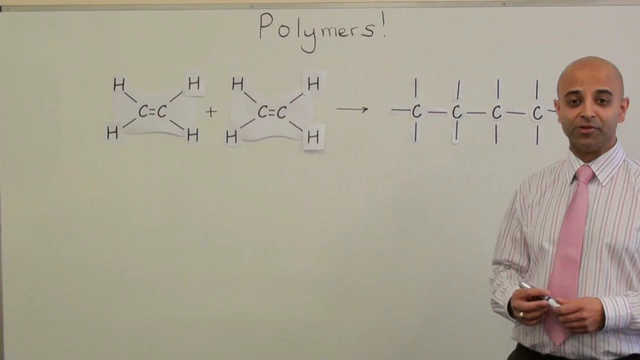 Polymers!
H H H H
C=C + C=C → —C—C—C—C—
H H H H